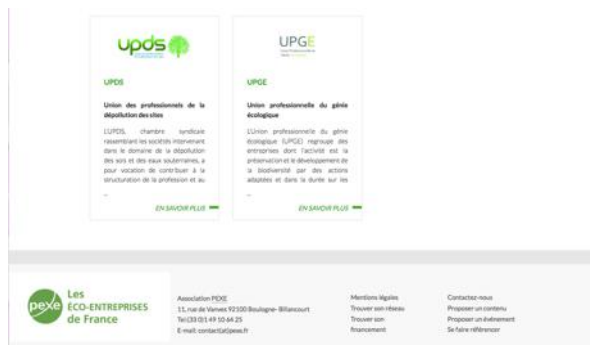 upds
UPDS
Union des professionnels de la
dépollution des sites
L'UPDS, chambre syndicale
rassemblant les sociétés intervenant
dans le domaine de la dépollution
des sols et des eaux souterraines, a
pour vocation de contribuer à la
structuration de la profession et au
...
EN SAVOIR PLUS
UPGE
UPGE
Union professionnelle du génie
écologique
L'Union professionnelle du génie
écologique (UPGE) regroupe des
entreprises dont l'activité est la
préservation et le développement de
la biodiversité par des actions
adaptées et dans la durée sur les
...
EN SAVOIR PLUS
pexe
Les
ÉCO-ENTREPRISES
de France
Association PEXE
11, rue de Vanves 92100 Boulogne- Billancourt
Tel:(33 0)1 49 10 64 25
E-mail: contact(at)pexe.fr
Mentions légales
Trouver son réseau
Trouver son
financement
Contactez-nous
Proposer un contenu
Proposer un événement
Se faire référencer